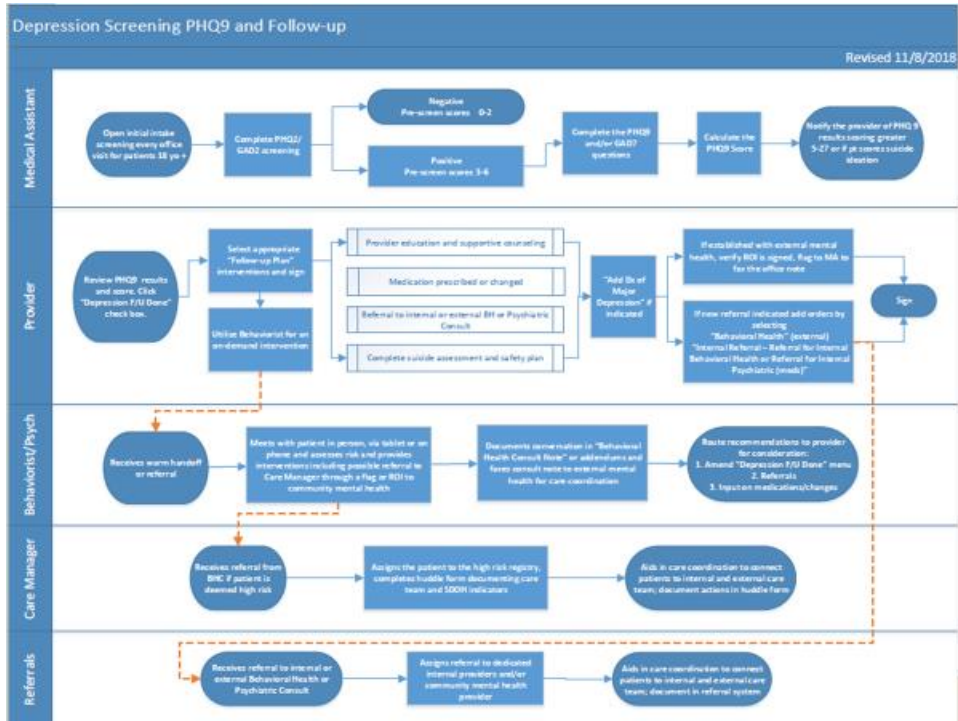 Depression Screening PHQ9 and Follow-up
Revised 11/8/2018
Medical Assistant
Open initial intake
screening every office
visit for patients 18 yo +
Complete PHQ2/
GAD2 screening
Negative
Pre-screen scores 0-2
Positive
Pre-screen scores 3-6
Complete the PHQ9
and/or GAD7
questions
Calculate the
PHQ9 Score
Notify the provider of PHQ 9
results scoring greater
5-27 or if pt scores suicide
ideation
Provider
Review PHQ9 results
and score. Click
"Depression F/U Done"
check box.
Select appropriate
"Follow-up Plan"
interventions and sign
Utilize Behaviorist for an
on-demand intervention
Provider education and supportive counseling
Medication prescribed or changed
Referral to internal or external BH or Psychiatric
Consult
Complete suicide assessment and safety plan
"Add Dx of
Major
Depression" if
indicated
If established with external mental
health, verify ROI is signed, flag to MA to
fax the office note
If new referral indicated add orders by
selecting
"Behavioral Health" (external)
"Internal Referral – Referral for Internal
Behavioral Health or Referral for Internal
Psychiatric (meds)"
Sign
Behaviorist/Psych
Receives warm handoff
or referral
Meets with patient in person, via tablet or on
phone and assesses risk and provides
interventions including possible referral to
Care Manager through a flag or ROI to
community mental health
Documents conversation in "Behavioral
Health Consult Note" or addendums and
faxes consult note to external mental
health for care coordination
Route recommendations to provider
for consideration:
1. Amend "Depression F/U Done" menu
2. Referrals
3. Input on medications/changes
Care Manager
Receives referral from
BHC if patient is
deemed high risk
Assigns the patient to the high risk registry,
completes huddle form documenting care
team and SDOH indicators
Aids in care coordination to connect
patients to internal and external care
team; document actions in huddle form
Referrals
Receives referral to internal or
external Behavioral Health or
Psychiatric Consult
Assigns referral to dedicated
internal providers and/or
community mental health
provider
Aids in care coordination to connect
patients to internal and external care
team; document in referral system